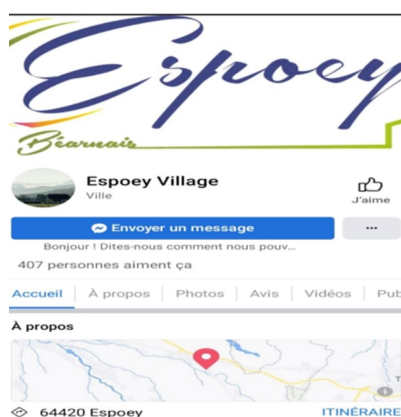 Espoey
Béarnais
Espoey Village
Ville
J'aime
Envoyer un message
Bonjour ! Dites-nous comment nous pouv...
407 personnes aiment ça
Accueil À propos Photos Avis Vidéos Pub
À propos
64420 Espoey ITINÉRAIRE